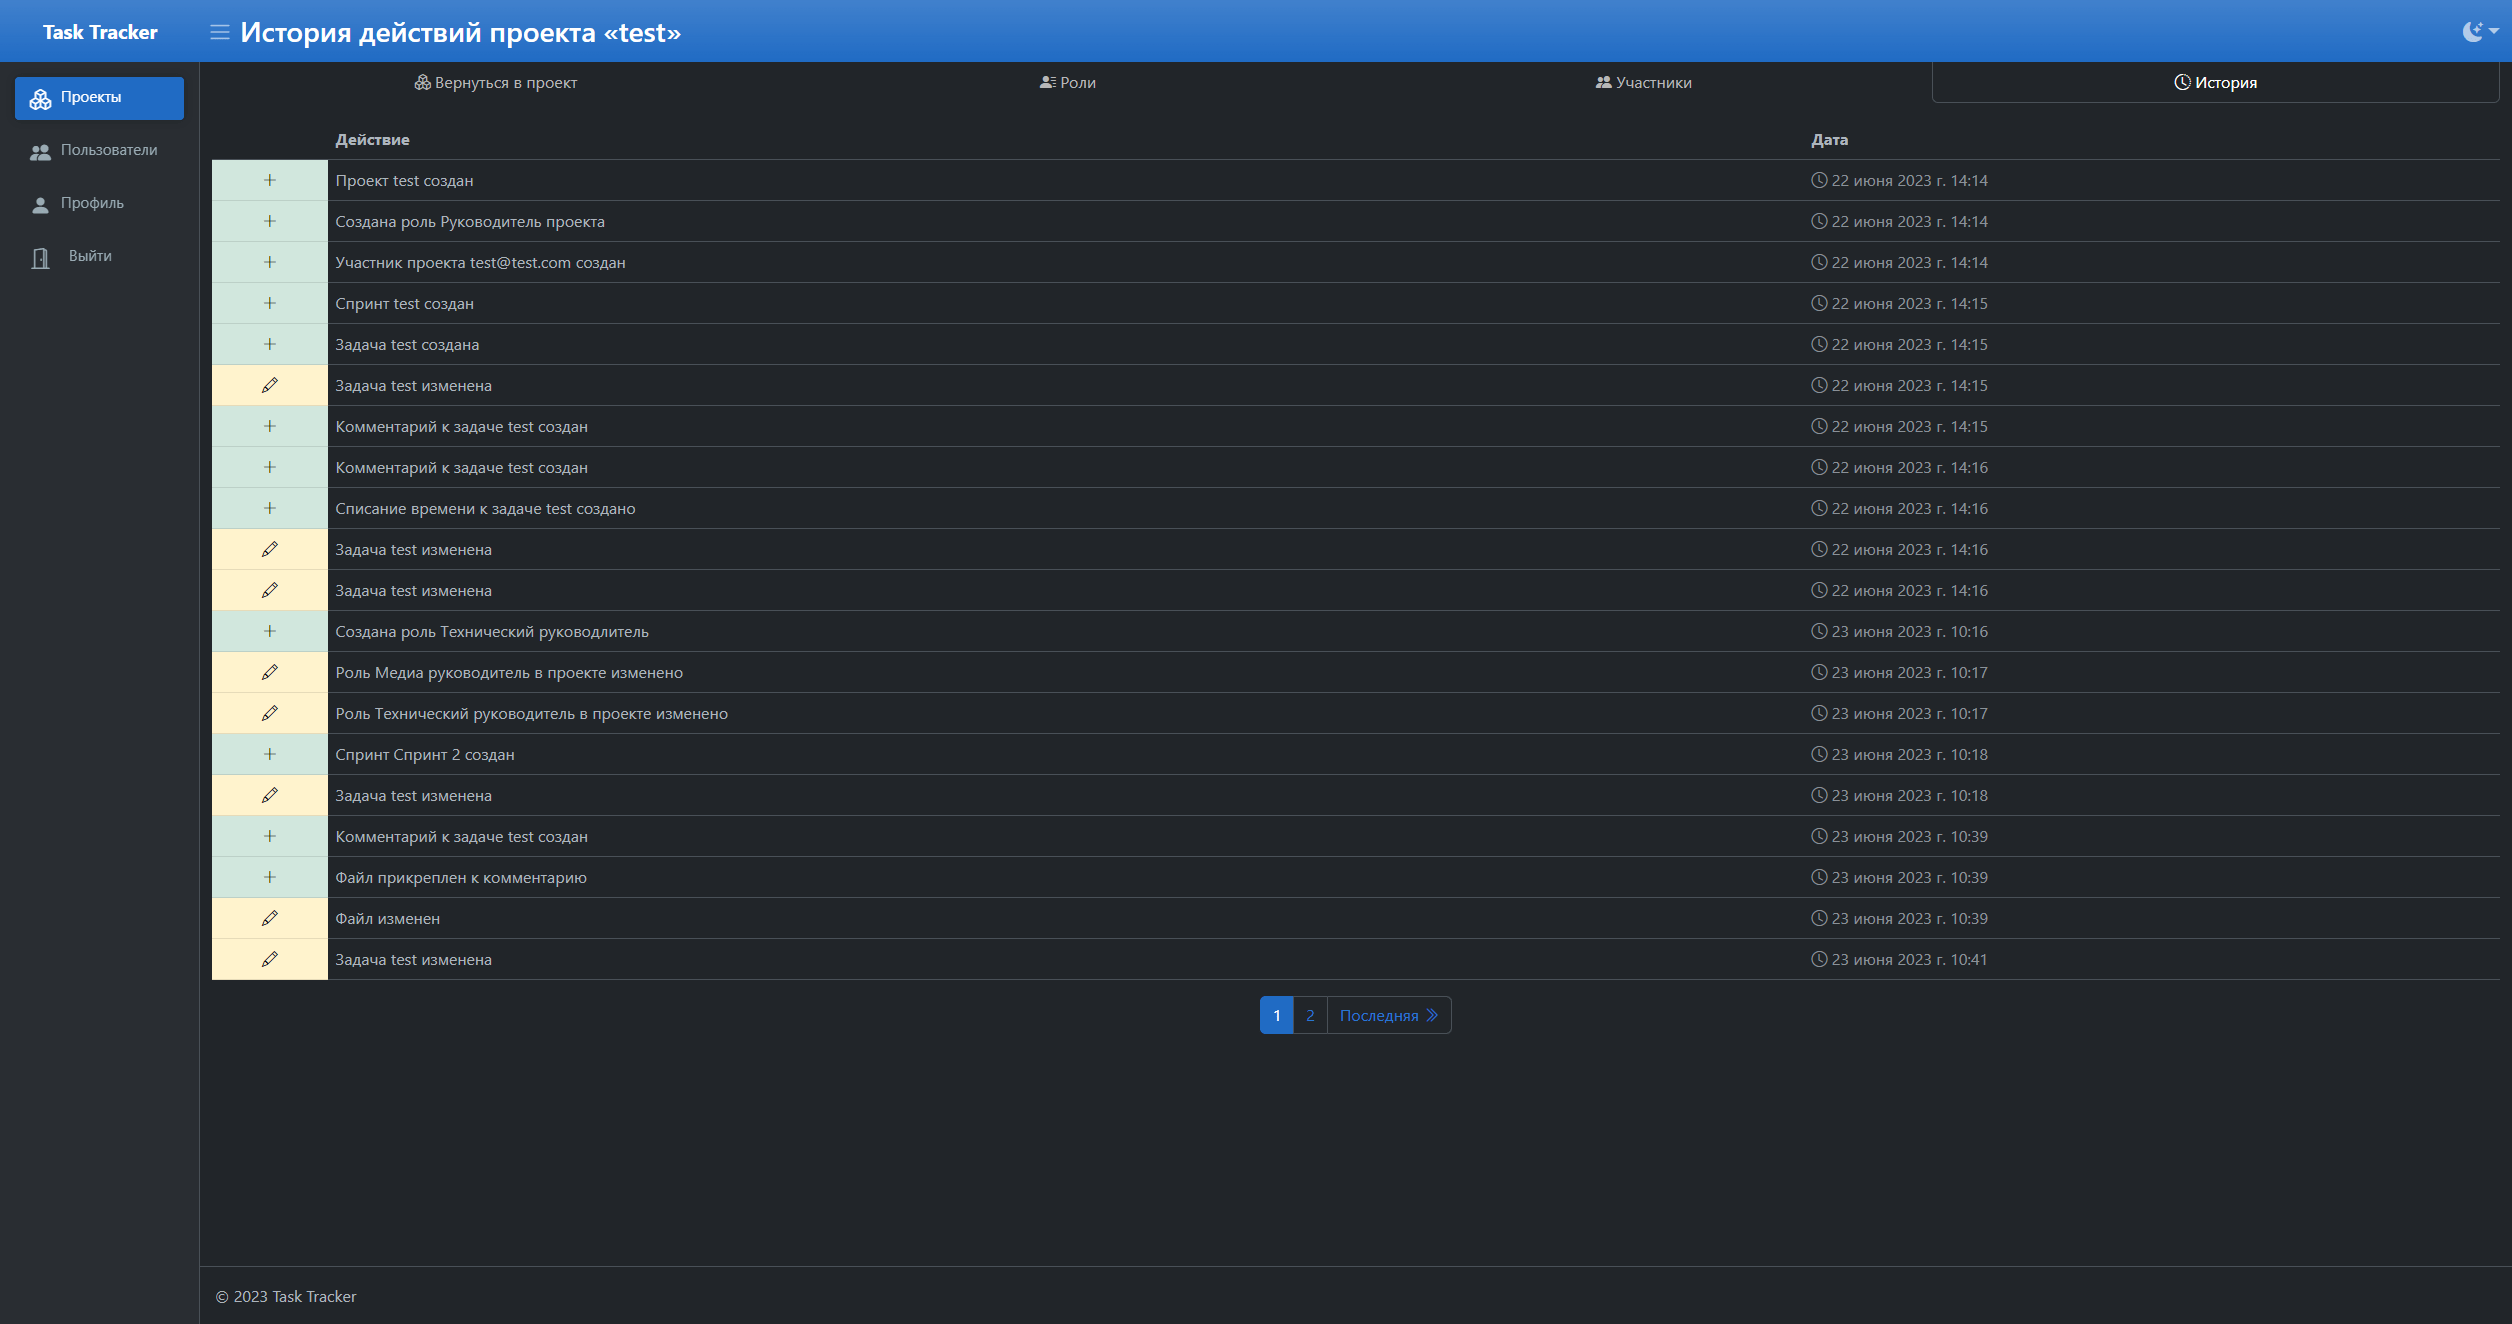 Task Tracker
История действий проекта «test»
Проекты
Пользователи
Профиль
Выйти
Вернуться в проект
Роли
Участники
История
Действие Дата
Проект test создан 22 июня 2023 г. 14:14
Создана роль Руководитель проекта 22 июня 2023 г. 14:14
Участник проекта test@test.com создан 22 июня 2023 г. 14:14
Спринт test создан 22 июня 2023 г. 14:15
Задача test создана 22 июня 2023 г. 14:15
Задача test изменена 22 июня 2023 г. 14:15
Комментарий к задаче test создан 22 июня 2023 г. 14:15
Комментарий к задаче test создан 22 июня 2023 г. 14:16
Списание времени к задаче test создано 22 июня 2023 г. 14:16
Задача test изменена 22 июня 2023 г. 14:16
Задача test изменена 22 июня 2023 г. 14:16
Создана роль Технический руководлитель 23 июня 2023 г. 10:16
Роль Медиа руководитель в проекте изменено 23 июня 2023 г. 10:17
Роль Технический руководитель в проекте изменено 23 июня 2023 г. 10:17
Спринт Спринт 2 создан 23 июня 2023 г. 10:18
Задача test изменена 23 июня 2023 г. 10:18
Комментарий к задаче test создан 23 июня 2023 г. 10:39
Файл прикреплен к комментарию 23 июня 2023 г. 10:39
Файл изменен 23 июня 2023 г. 10:39
Задача test изменена 23 июня 2023 г. 10:41
1 2 Последняя
© 2023 Task Tracker